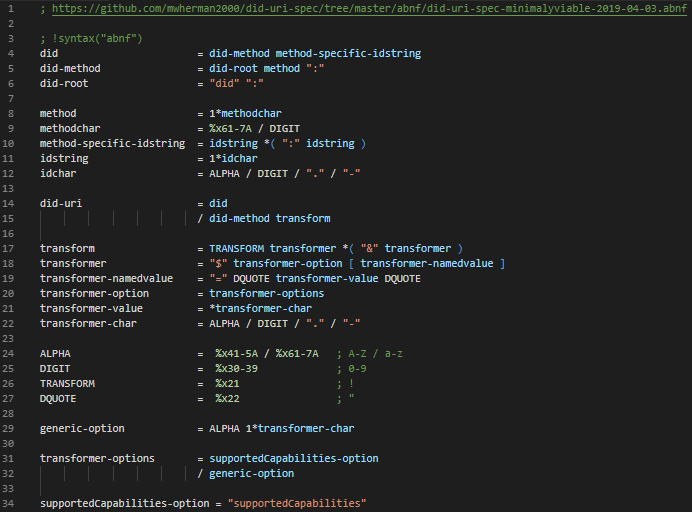 1 ; https://github.com/mwherman2000/did-uri-spec/tree/master/abnf/did-uri-spec-minimalyviable-2019-04-03.abnf
2
3 ; !syntax("abnf")
4 did = did-method method-specific-idstring
5 did-method = did-root method ":"
6 did-root = "did" ":"
7
8 method = 1*methodchar
9 methodchar = %x61-7A / DIGIT
10 method-specific-idstring = idstring *( ":" idstring )
11 idstring = 1*idchar
12 idchar = ALPHA / DIGIT / "." / "-"
13
14 did-uri = did
15 / did-method transform
16
17 transform = TRANSFORM transformer *( "&" transformer )
18 transformer = "$" transformer-option [ transformer-namedvalue ]
19 transformer-namedvalue = "=" DQUOTE transformer-value DQUOTE
20 transformer-option = transformer-options
21 transformer-value = *transformer-char
22 transformer-char = ALPHA / DIGIT / "." / "-"
23
24 ALPHA = %x41-5A / %x61-7A ; A-Z / a-z
25 DIGIT = %x30-39 ; 0-9
26 TRANSFORM = %x21 ; !
27 DQUOTE = %x22 ; "
28
29 generic-option = ALPHA 1*transformer-char
30
31 transformer-options = supportedCapabilities-option
32 / generic-option
33
34 supportedCapabilities-option = "supportedCapabilities"